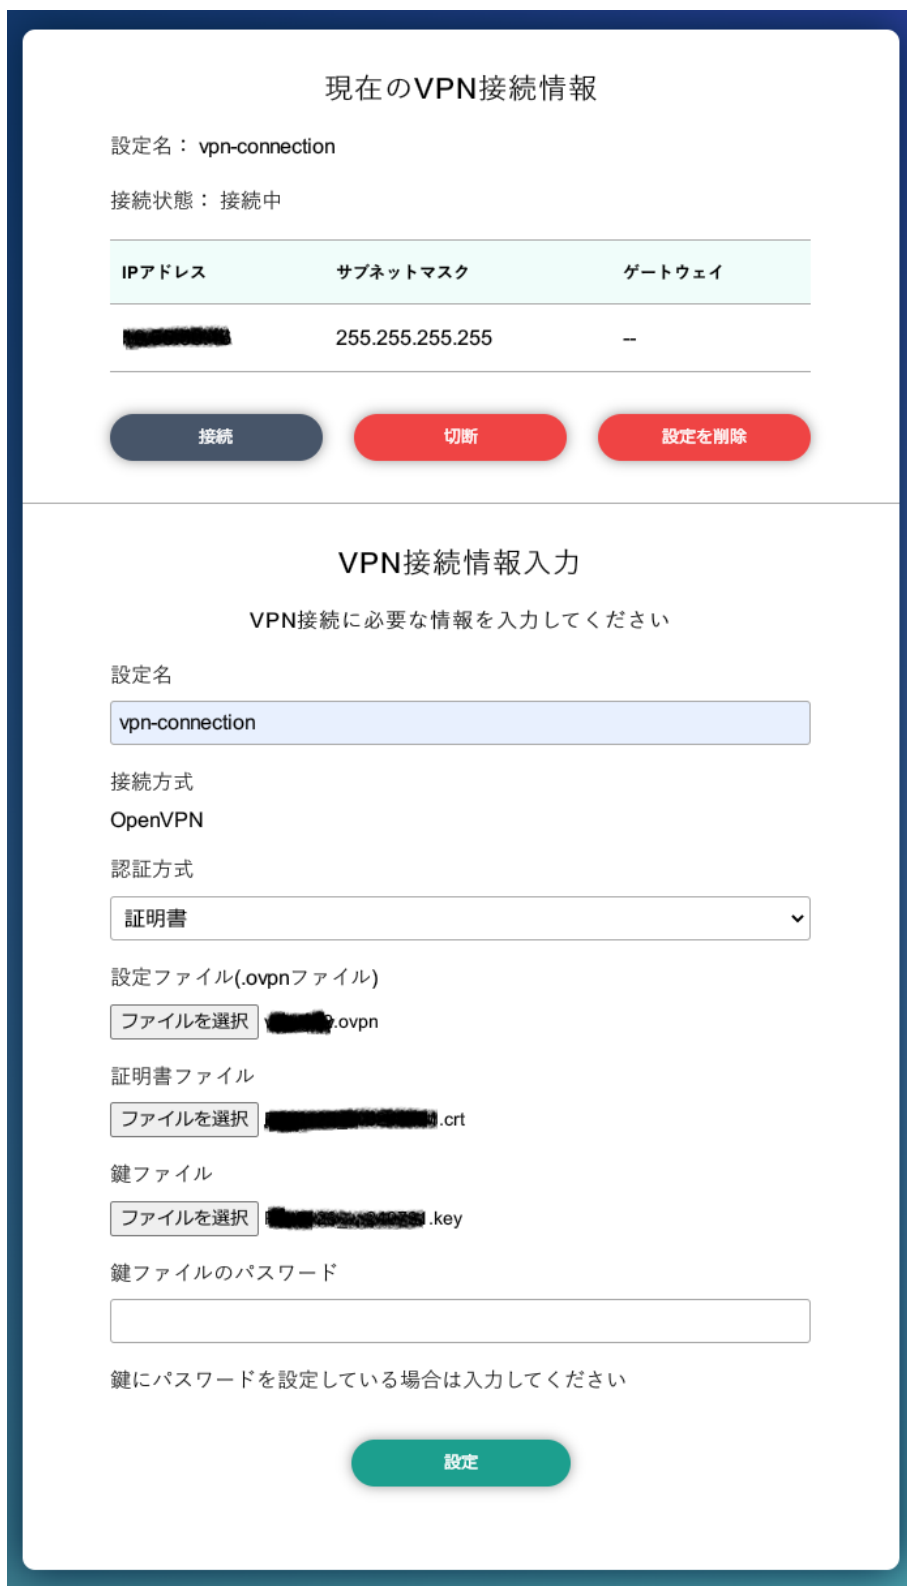 現在のVPN接続情報
設定名： vpn-connection
接続状態： 接続中
IPアドレス サブネットマスク ゲートウェイ
255.255.255.255 --
接続 切断 設定を削除
VPN接続情報入力
VPN接続に必要な情報を入力してください
設定名
vpn-connection
接続方式
OpenVPN
認証方式
証明書
設定ファイル(.ovpnファイル)
ファイルを選択 .ovpn
証明書ファイル
ファイルを選択 .crt
鍵ファイル
ファイルを選択 .key
鍵ファイルのパスワード
鍵にパスワードを設定している場合は入力してください
設定